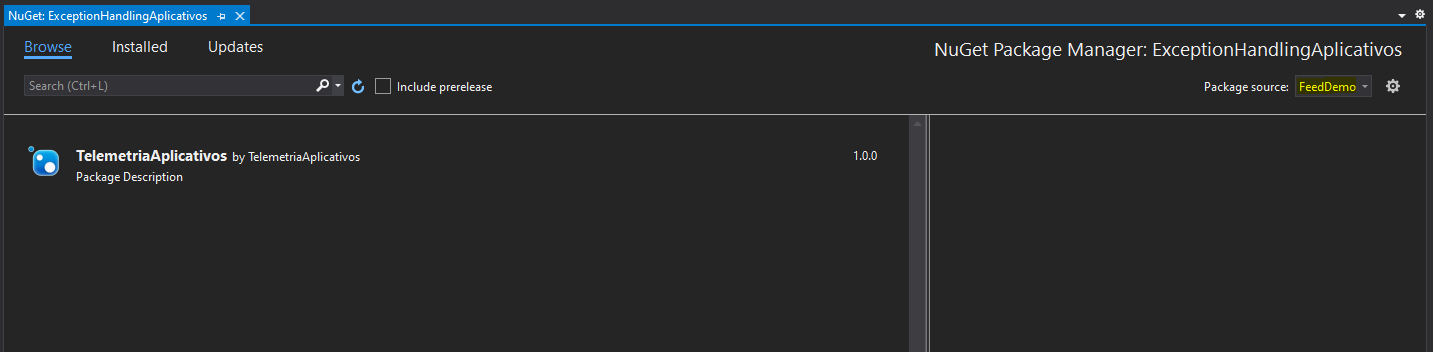 NuGet: ExceptionHandlingAplicativos
Browse Installed Updates
NuGet Package Manager: ExceptionHandlingAplicativos
Search (Ctrl+L)
Include prerelease
Package source: FeedDemo
TelemetriaAplicativos by TelemetriaAplicativos
1.0.0
Package Description